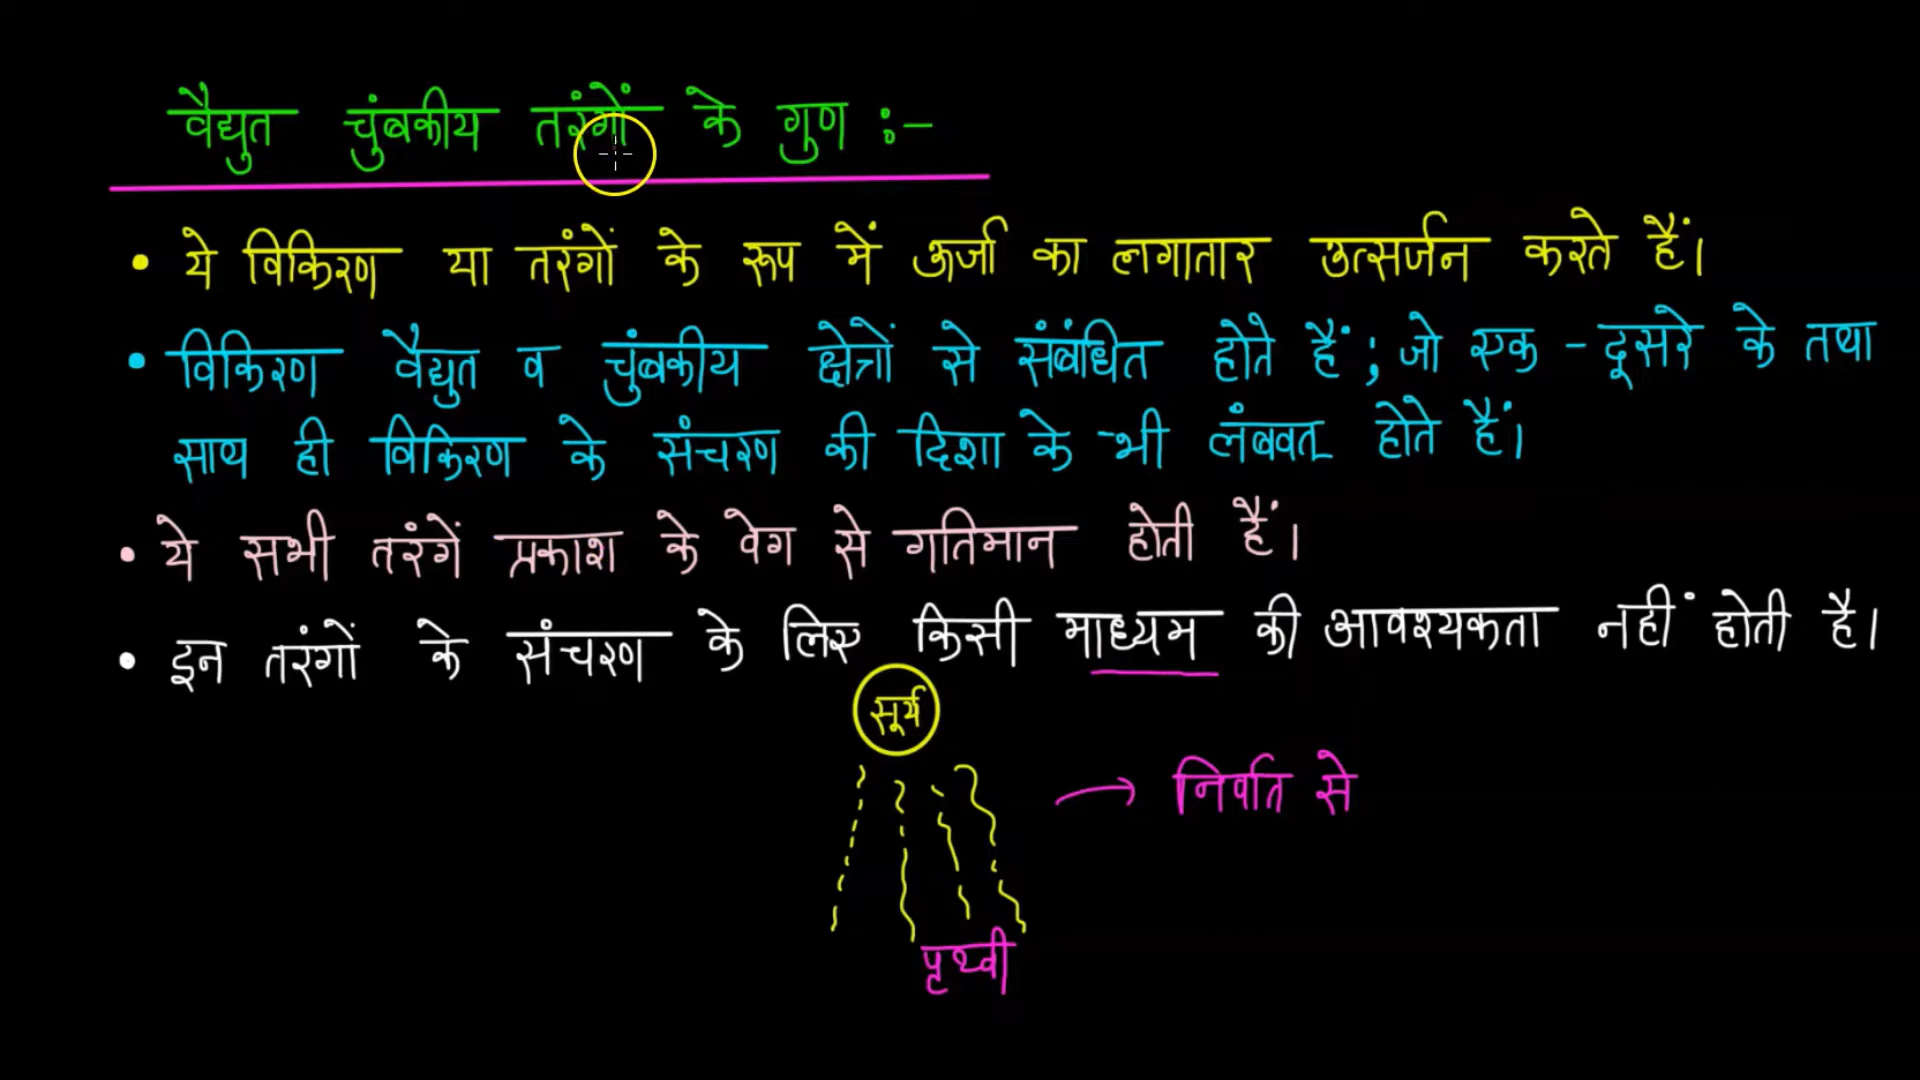 वैद्युत चुंबकीय तरंगों के गुण :-
• ये विकिरण या तरंगों के रूप में ऊर्जा का लगातार उत्सर्जन करते हैं।
• विकिरण वैद्युत व चुंबकीय क्षेत्रों से संबंधित होते हैं ; जो एक - दूसरे के तथा
साथ ही विकिरण के संचरण की दिशा के भी लंबवत होते हैं।
• ये सभी तरंगें प्रकाश के वेग से गतिमान होती हैं।
• इन तरंगों के संचरण के लिए किसी माध्यम की आवश्यकता नहीं होती है।
सूर्य
→ निर्वात से
पृथ्वी